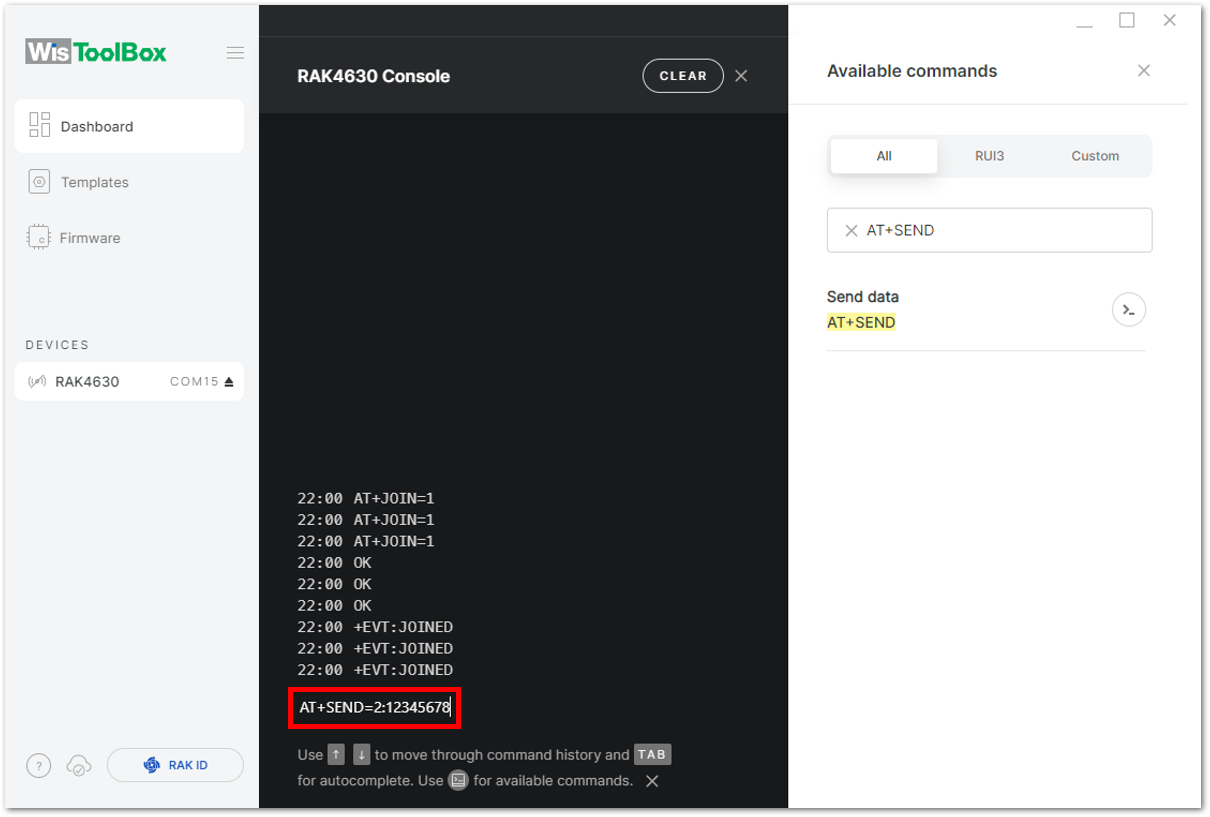 WisToolBox
Dashboard
Templates
Firmware
DEVICES
RAK4630 COM15
? RAK ID
RAK4630 Console CLEAR
22:00 AT+JOIN=1
22:00 AT+JOIN=1
22:00 AT+JOIN=1
22:00 OK
22:00 OK
22:00 OK
22:00 +EVT:JOINED
22:00 +EVT:JOINED
22:00 +EVT:JOINED
AT+SEND=2:12345678
Use ↑ ↓ to move through command history and TAB
for autocomplete. Use for available commands.
Available commands
All RUI3 Custom
AT+SEND
Send data
AT+SEND